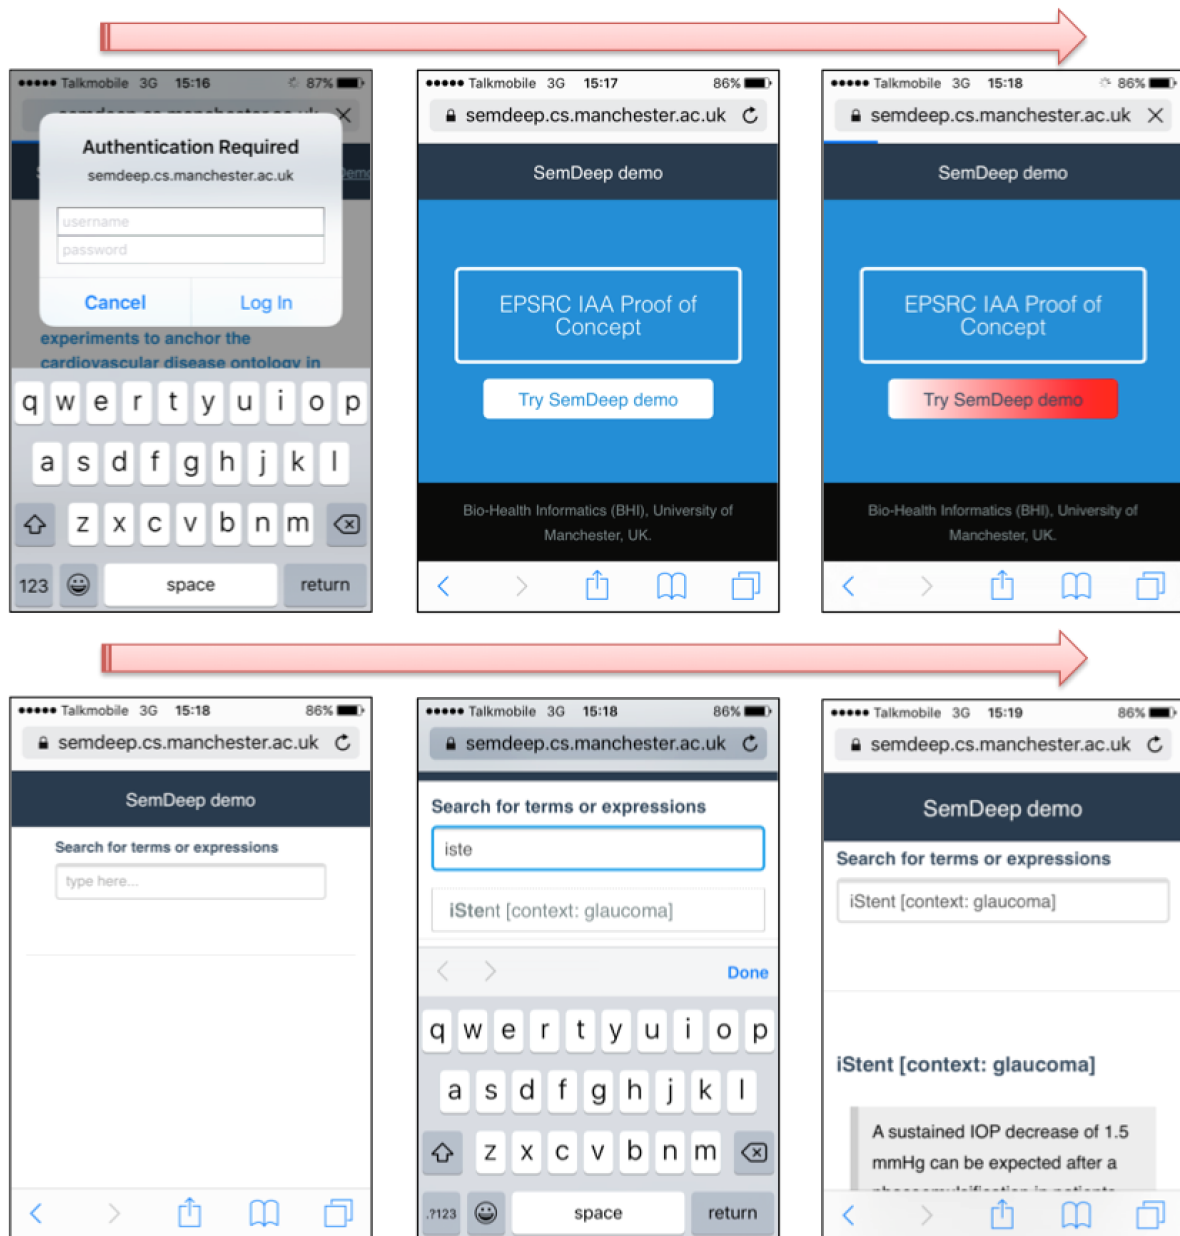 Talkmobile 3G 15:16 87%
Authentication Required
semdeep.cs.manchester.ac.uk
username
password
Cancel Log In
experiments to anchor the
cardiovascular disease ontology in
q w e r t y u i o p
a s d f g h j k l
z x c v b n m
123 space return
Talkmobile 3G 15:17 86%
semdeep.cs.manchester.ac.uk
SemDeep demo
EPSRC IAA Proof of
Concept
Try SemDeep demo
Bio-Health Informatics (BHI), University of
Manchester, UK.
Talkmobile 3G 15:18 86%
semdeep.cs.manchester.ac.uk
SemDeep demo
EPSRC IAA Proof of
Concept
Try SemDeep demo
Bio-Health Informatics (BHI), University of
Manchester, UK.
Talkmobile 3G 15:18 86%
semdeep.cs.manchester.ac.uk
SemDeep demo
Search for terms or expressions
type here...
Talkmobile 3G 15:18 86%
semdeep.cs.manchester.ac.uk
Search for terms or expressions
iste
iStent [context: glaucoma]
Done
q w e r t y u i o p
a s d f g h j k l
z x c v b n m
.?123 space return
Talkmobile 3G 15:19 86%
semdeep.cs.manchester.ac.uk
SemDeep demo
Search for terms or expressions
iStent [context: glaucoma]
iStent [context: glaucoma]
A sustained IOP decrease of 1.5
mmHg can be expected after a